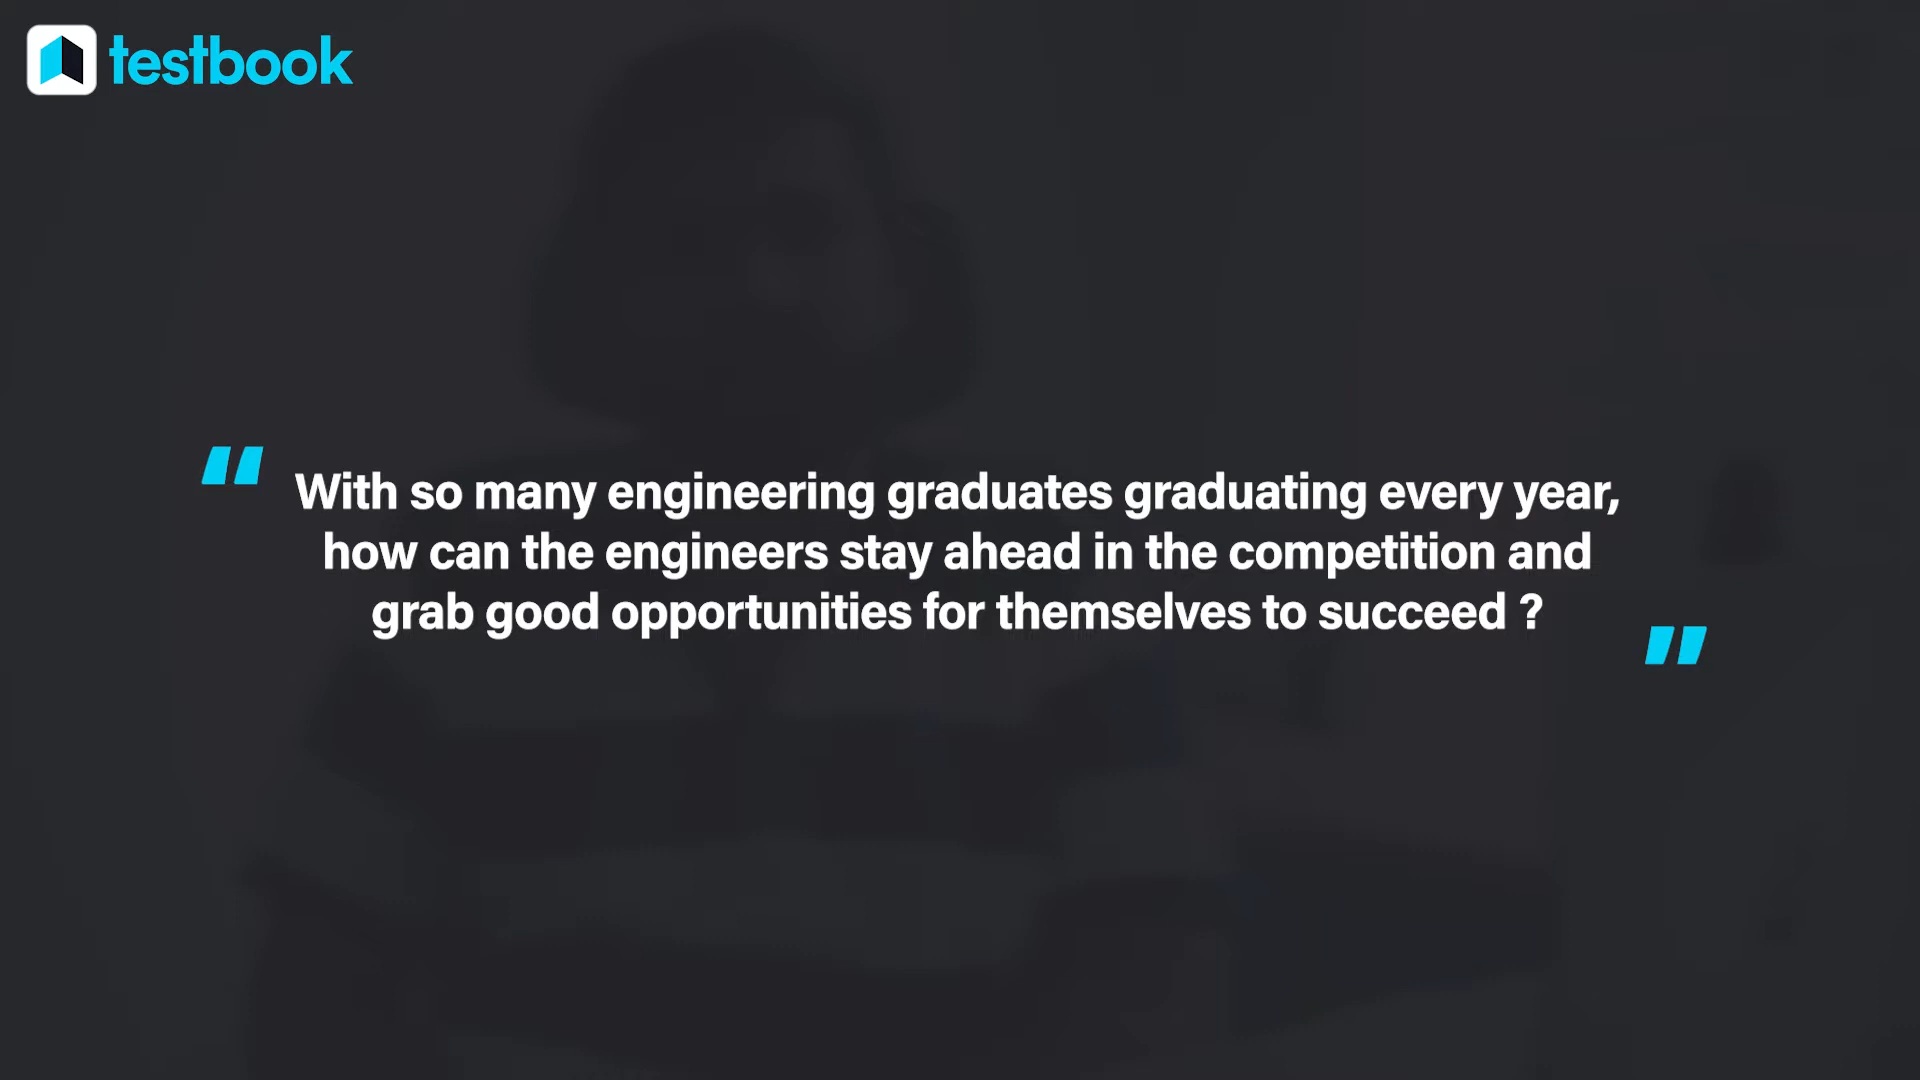 testbook
With so many engineering graduates graduating every year,
how can the engineers stay ahead in the competition and
grab good opportunities for themselves to succeed ?